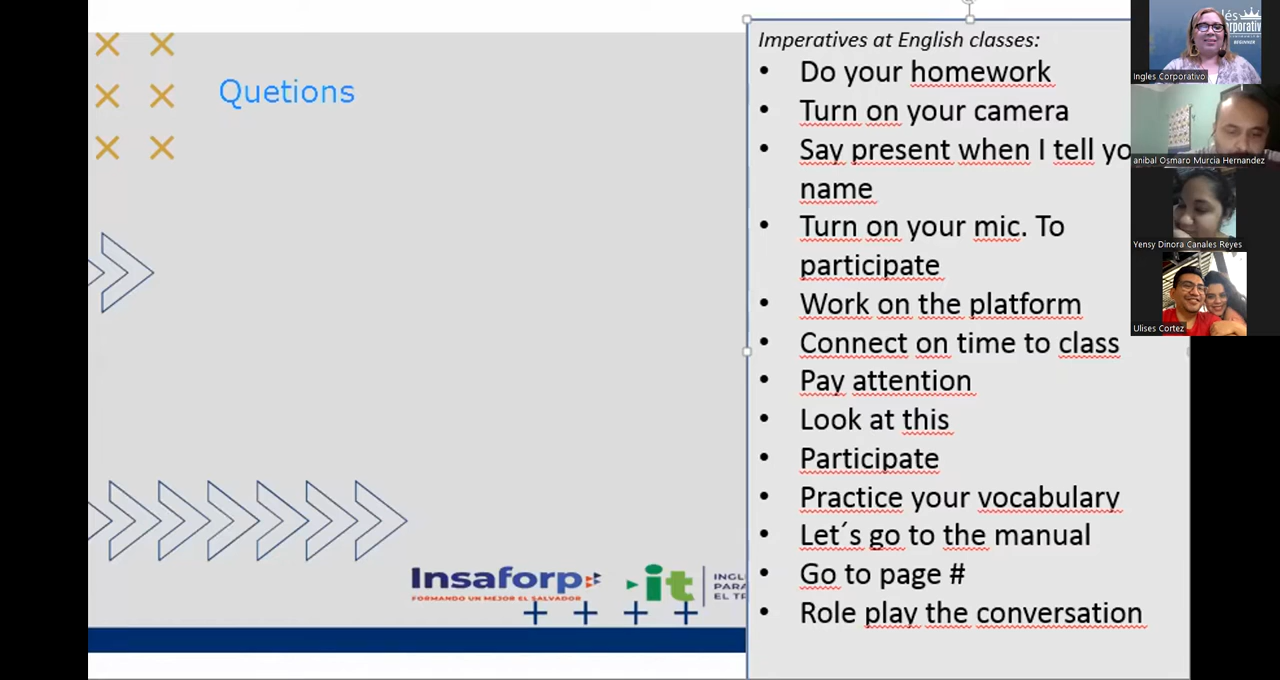 Quetions
Imperatives at English classes:
• Do your homework
• Turn on your camera
• Say present when I tell yo
name
• Turn on your mic. To
participate
• Work on the platform
• Connect on time to class
• Pay attention
• Look at this
• Participate
• Practice your vocabulary
• Let´s go to the manual
• Go to page #
• Role play the conversation
Insaforp
FORMANDO UN MEJOR EL SALVADOR
it
INGL
PARA
EL T
Ingles Corporativo
BEGINNER
anibal Osmaro Murcia Hernandez
Yensy Dinora Canales Reyes
Ulises Cortez